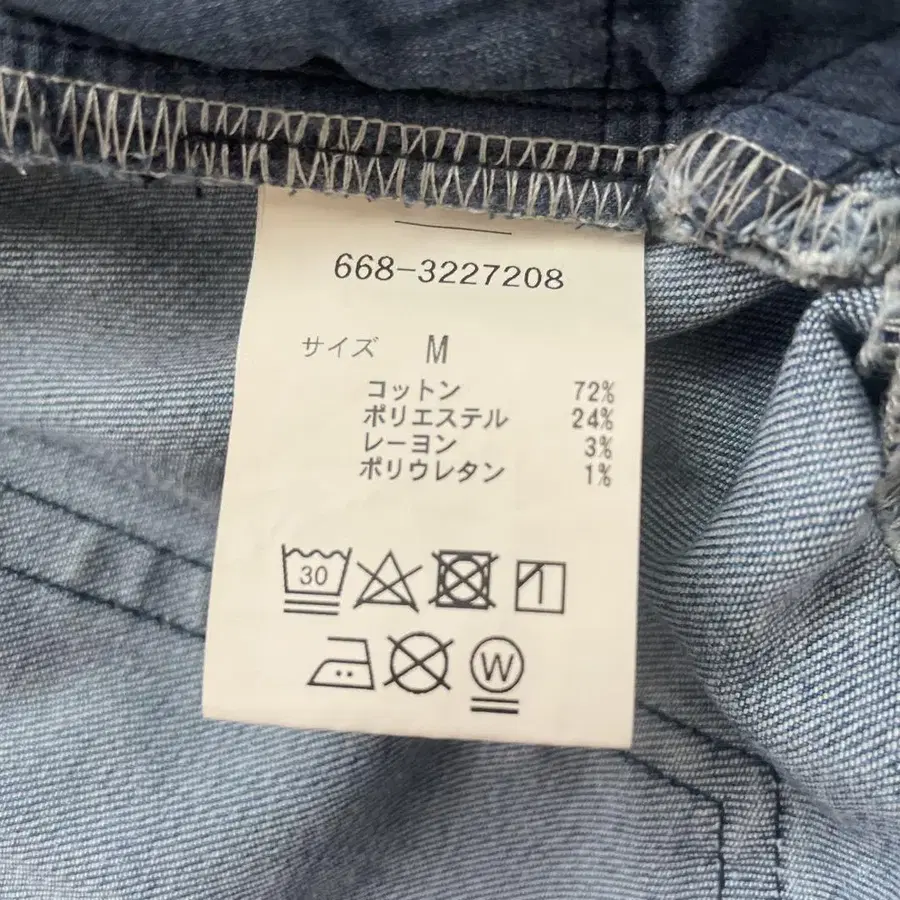 668-3227208
サイズ M
コットン 72%
ポリエステル 24%
レーヨン 3%
ポリウレタン 1%
30
W